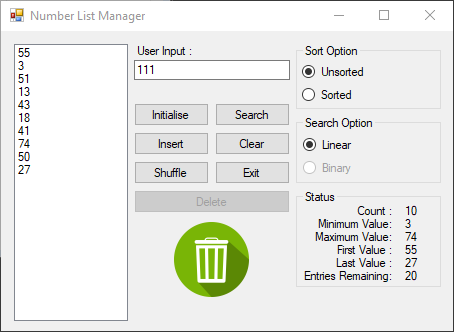 Number List Manager
55
3
51
13
43
18
41
74
50
27
User Input :
111
Initialise
Search
Insert
Clear
Shuffle
Exit
Delete
Sort Option
Unsorted
Sorted
Search Option
Linear
Binary
Status
Count : 10
Minimum Value: 3
Maximum Value: 74
First Value : 55
Last Value : 27
Entries Remaining: 20